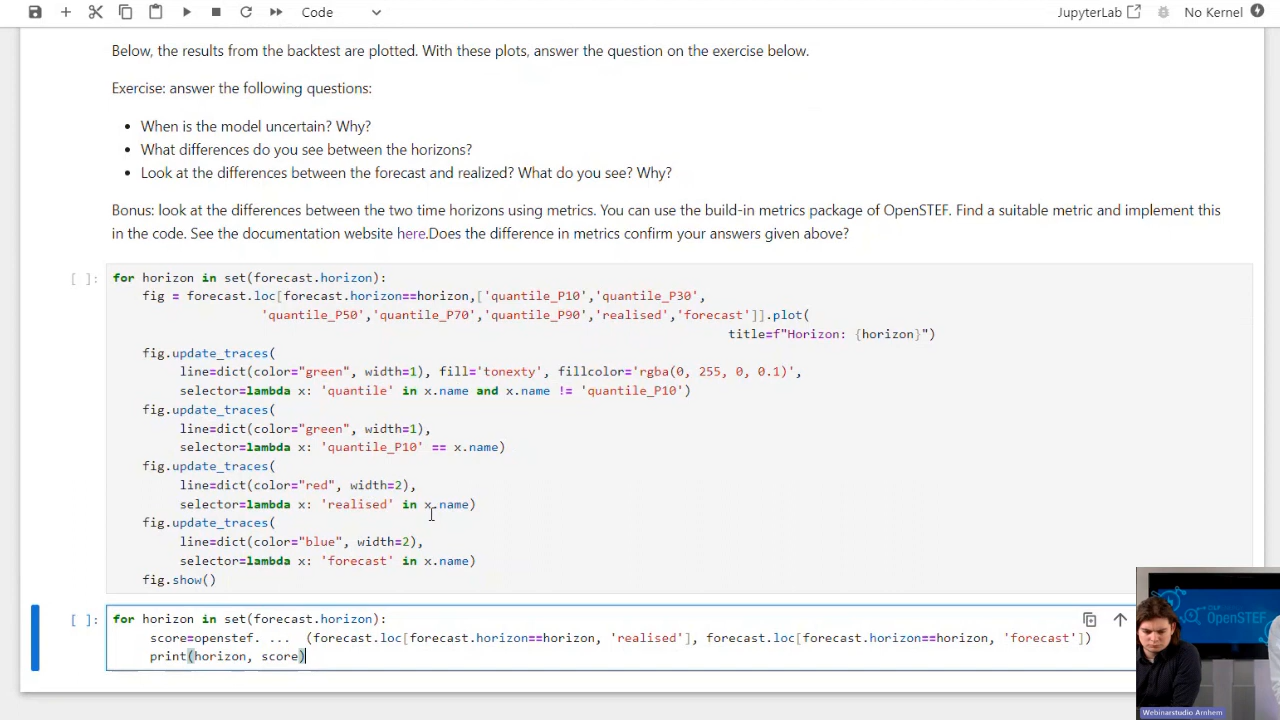 Code
JupyterLab
No Kernel
Below, the results from the backtest are plotted. With these plots, answer the question on the exercise below.
Exercise: answer the following questions:
• When is the model uncertain? Why?
• What differences do you see between the horizons?
• Look at the differences between the forecast and realized? What do you see? Why?
Bonus: look at the differences between the two time horizons using metrics. You can use the build-in metrics package of OpenSTEF. Find a suitable metric and implement this
in the code. See the documentation website here.Does the difference in metrics confirm your answers given above?
[ ]: for horizon in set(forecast.horizon):
fig = forecast.loc[forecast.horizon==horizon,['quantile_P10','quantile_P30',
'quantile_P50','quantile_P70','quantile_P90','realised','forecast']].plot(
title=f"Horizon: {horizon}")
fig.update_traces(
line=dict(color="green", width=1), fill='tonexty', fillcolor='rgba(0, 255, 0, 0.1)',
selector=lambda x: 'quantile' in x.name and x.name != 'quantile_P10')
fig.update_traces(
line=dict(color="green", width=1),
selector=lambda x: 'quantile_P10' == x.name)
fig.update_traces(
line=dict(color="red", width=2),
selector=lambda x: 'realised' in x.name)
fig.update_traces(
line=dict(color="blue", width=2),
selector=lambda x: 'forecast' in x.name)
fig.show()
[ ]: for horizon in set(forecast.horizon):
score=openstef. ... (forecast.loc[forecast.horizon==horizon, 'realised'], forecast.loc[forecast.horizon==horizon, 'forecast'])
print(horizon, score)
OpenSTEF
Webinarstudio Arnhem